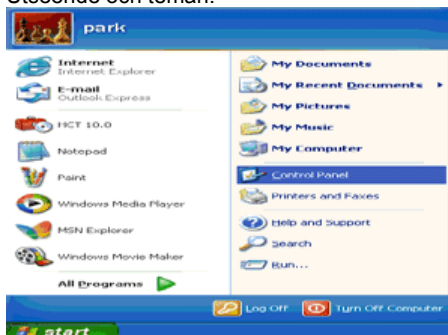 park
Internet
Internet Explorer
E-mail
Outlook Express
HCT 10.0
Notepad
Paint
Windows Media Player
MSN Explorer
Windows Movie Maker
All Programs
My Documents
My Recent Documents
My Pictures
My Music
My Computer
Control Panel
Printers and Faxes
Help and Support
Search
Run...
Log Off
Turn Off Computer
start